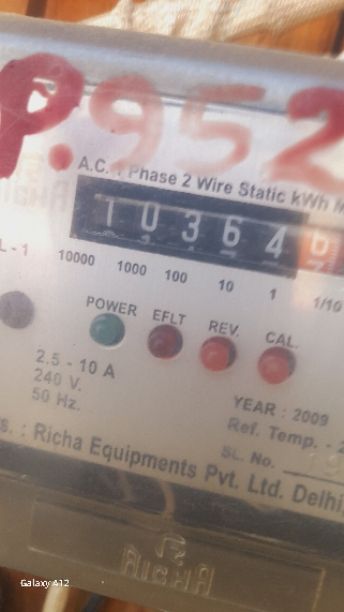 P.952
A.C. 1 Phase 2 Wire Static kWh
10364
10000 1000 100 10 1 1/10
POWER EFLT REV. CAL.
2.5 - 10 A
240 V.
50 Hz.
YEAR : 2009
Ref. Temp. - 2
SL. No.
s. : Richa Equipments Pvt. Ltd. Delhi
RICHA
Galaxy A12